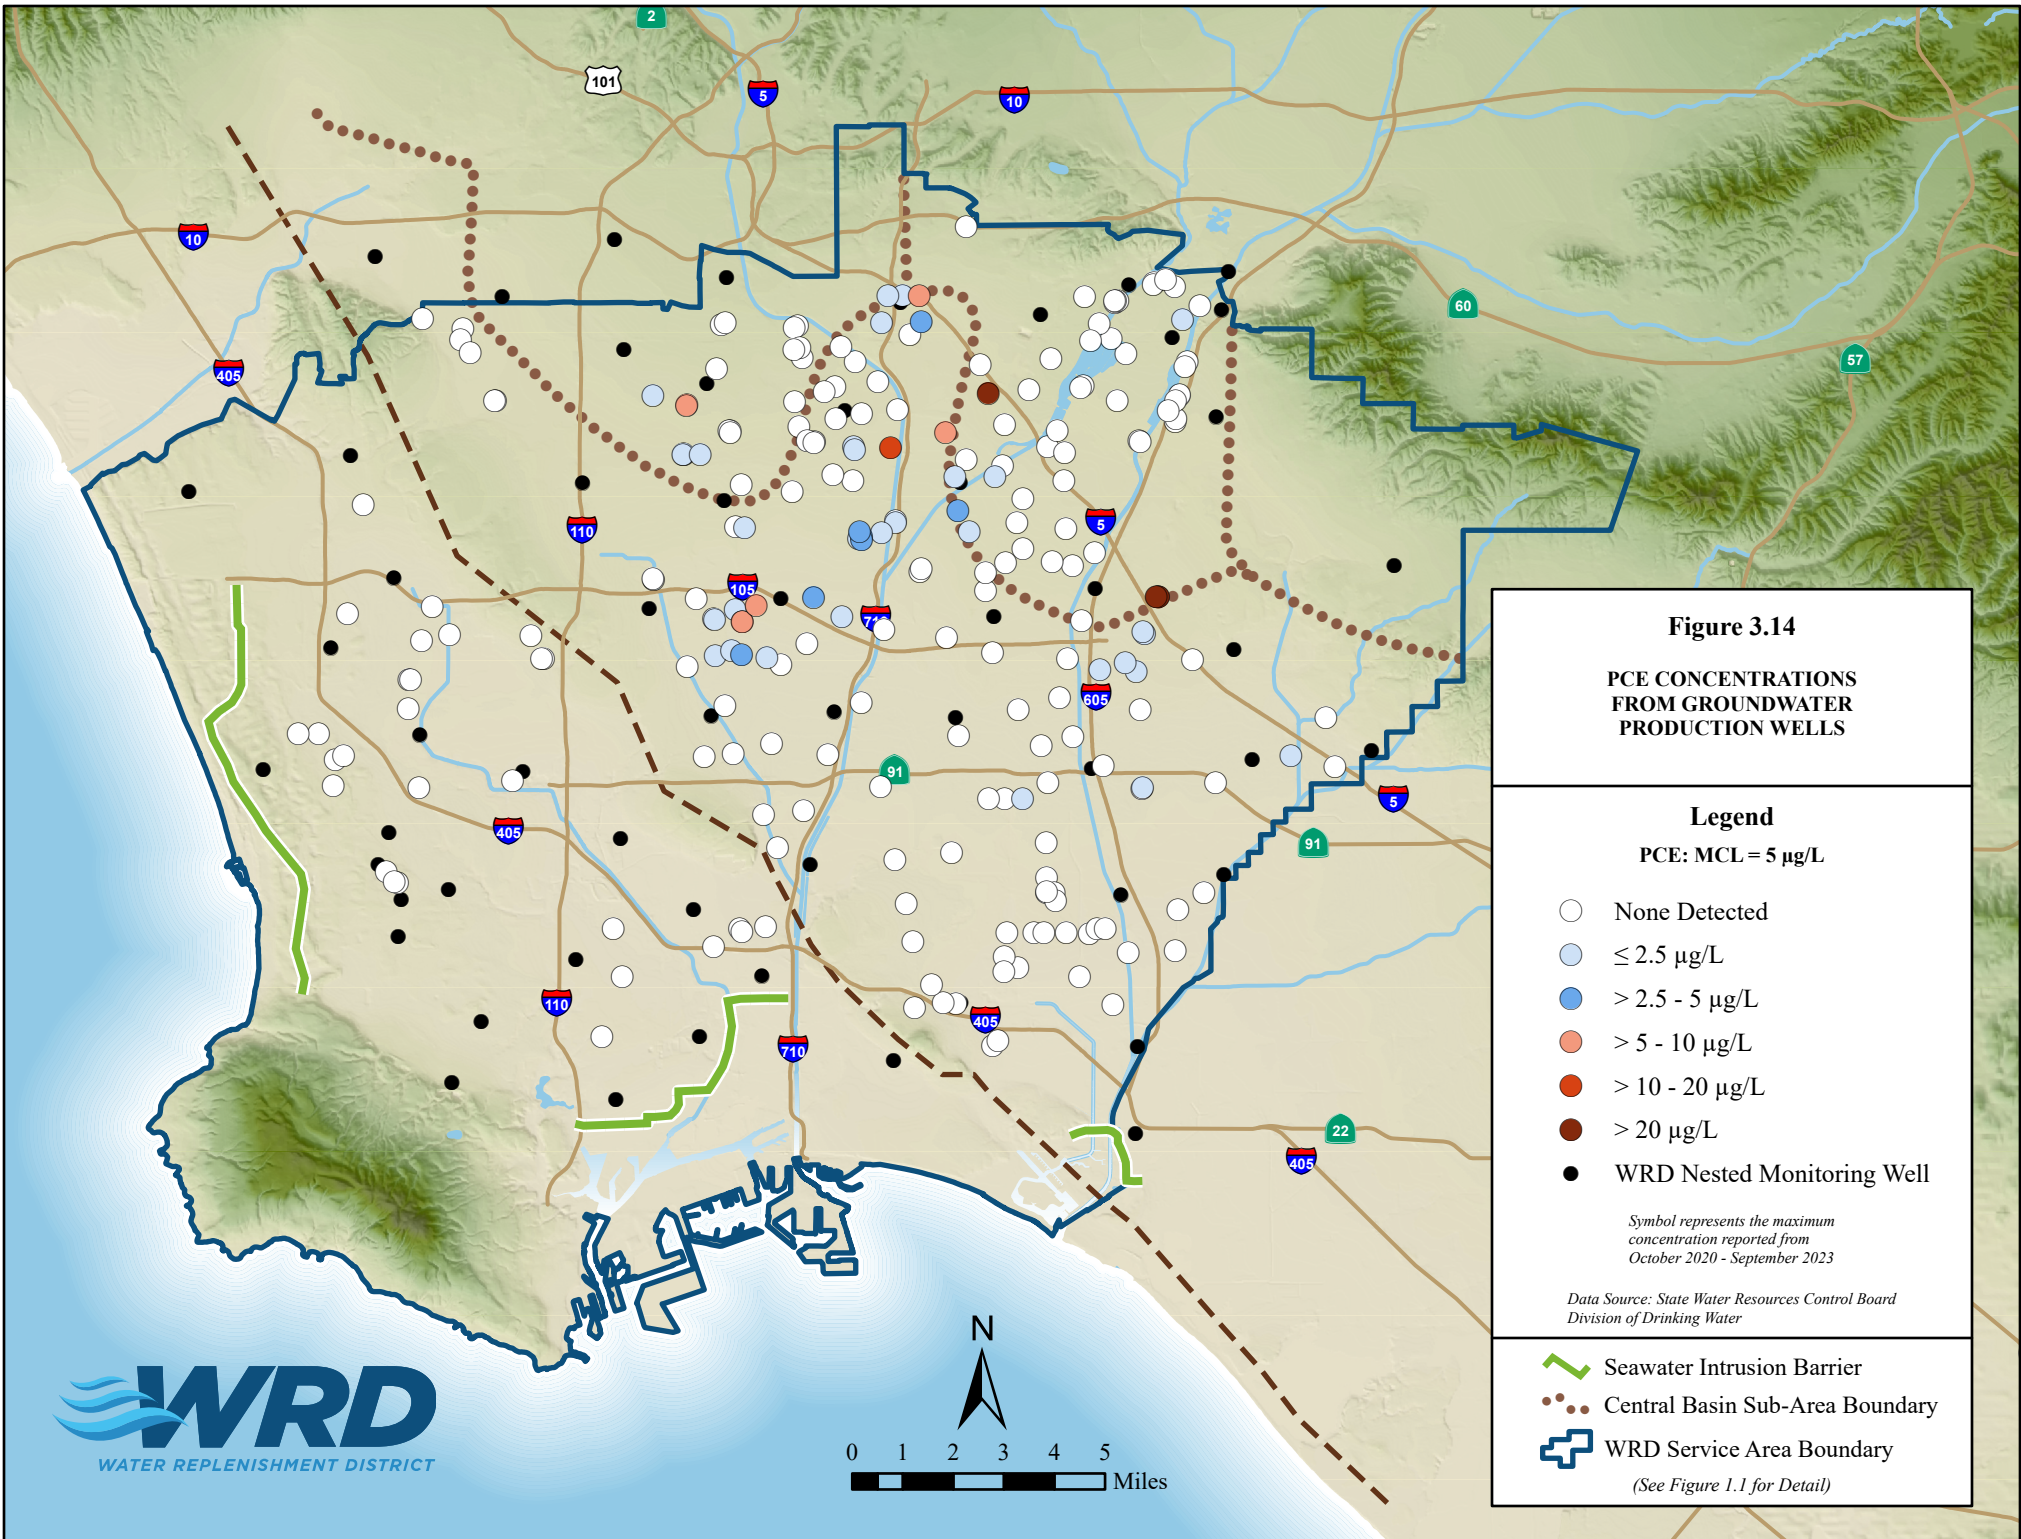 2
101
5
10
10
60
57
405
110
5
105
710
605
91
5
91
405
110
405
710
22
405
Figure 3.14
PCE CONCENTRATIONS
FROM GROUNDWATER
PRODUCTION WELLS
Legend
PCE: MCL = 5 µg/L
None Detected
≤ 2.5 µg/L
> 2.5 - 5 µg/L
> 5 - 10 µg/L
> 10 - 20 µg/L
> 20 µg/L
WRD Nested Monitoring Well
Symbol represents the maximum
concentration reported from
October 2020 - September 2023
Data Source: State Water Resources Control Board
Division of Drinking Water
Seawater Intrusion Barrier
Central Basin Sub-Area Boundary
WRD Service Area Boundary
(See Figure 1.1 for Detail)
WRD
WATER REPLENISHMENT DISTRICT
N
0 1 2 3 4 5
Miles